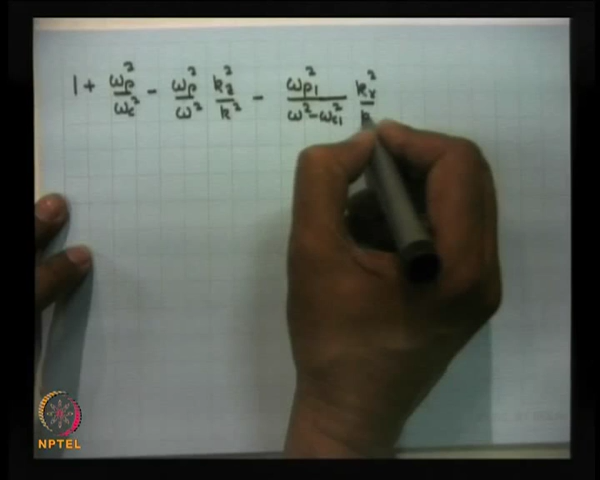 1 + ωp²/ωc² - ωp²/ω² kz²/k² - ωp1²/ω²-ωc1² kx²/k
NPTEL